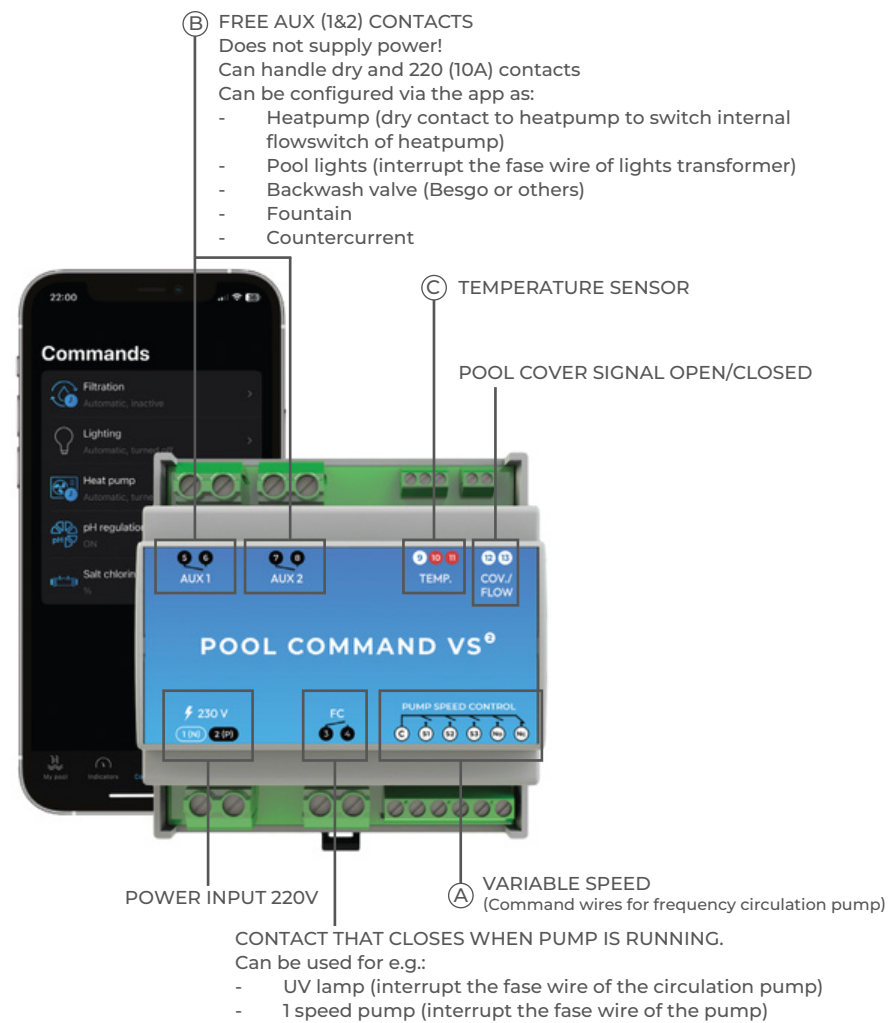 B FREE AUX (1&2) CONTACTS
Does not supply power!
Can handle dry and 220 (10A) contacts
Can be configured via the app as:
- Heatpump (dry contact to heatpump to switch internal
flowswitch of heatpump)
- Pool lights (interrupt the fase wire of lights transformer)
- Backwash valve (Besgo or others)
- Fountain
- Countercurrent
C TEMPERATURE SENSOR
POOL COVER SIGNAL OPEN/CLOSED
22:00
Commands
Filtration
Automatic, inactive
Lighting
Automatic, turned off
Heat pump
Automatic, turne
pH regulation
ON
Salt chlorin
%
My pool Indicators
5 6
AUX 1
7 8
AUX 2
9 10 11
TEMP.
12 13
COV./
FLOW
POOL COMMAND VS²
230 V
1 (N) 2 (P)
FC
3 4
PUMP SPEED CONTROL
C S1 S2 S3 No Nc
POWER INPUT 220V
A VARIABLE SPEED
(Command wires for frequency circulation pump)
CONTACT THAT CLOSES WHEN PUMP IS RUNNING.
Can be used for e.g.:
- UV lamp (interrupt the fase wire of the circulation pump)
- 1 speed pump (interrupt the fase wire of the pump)